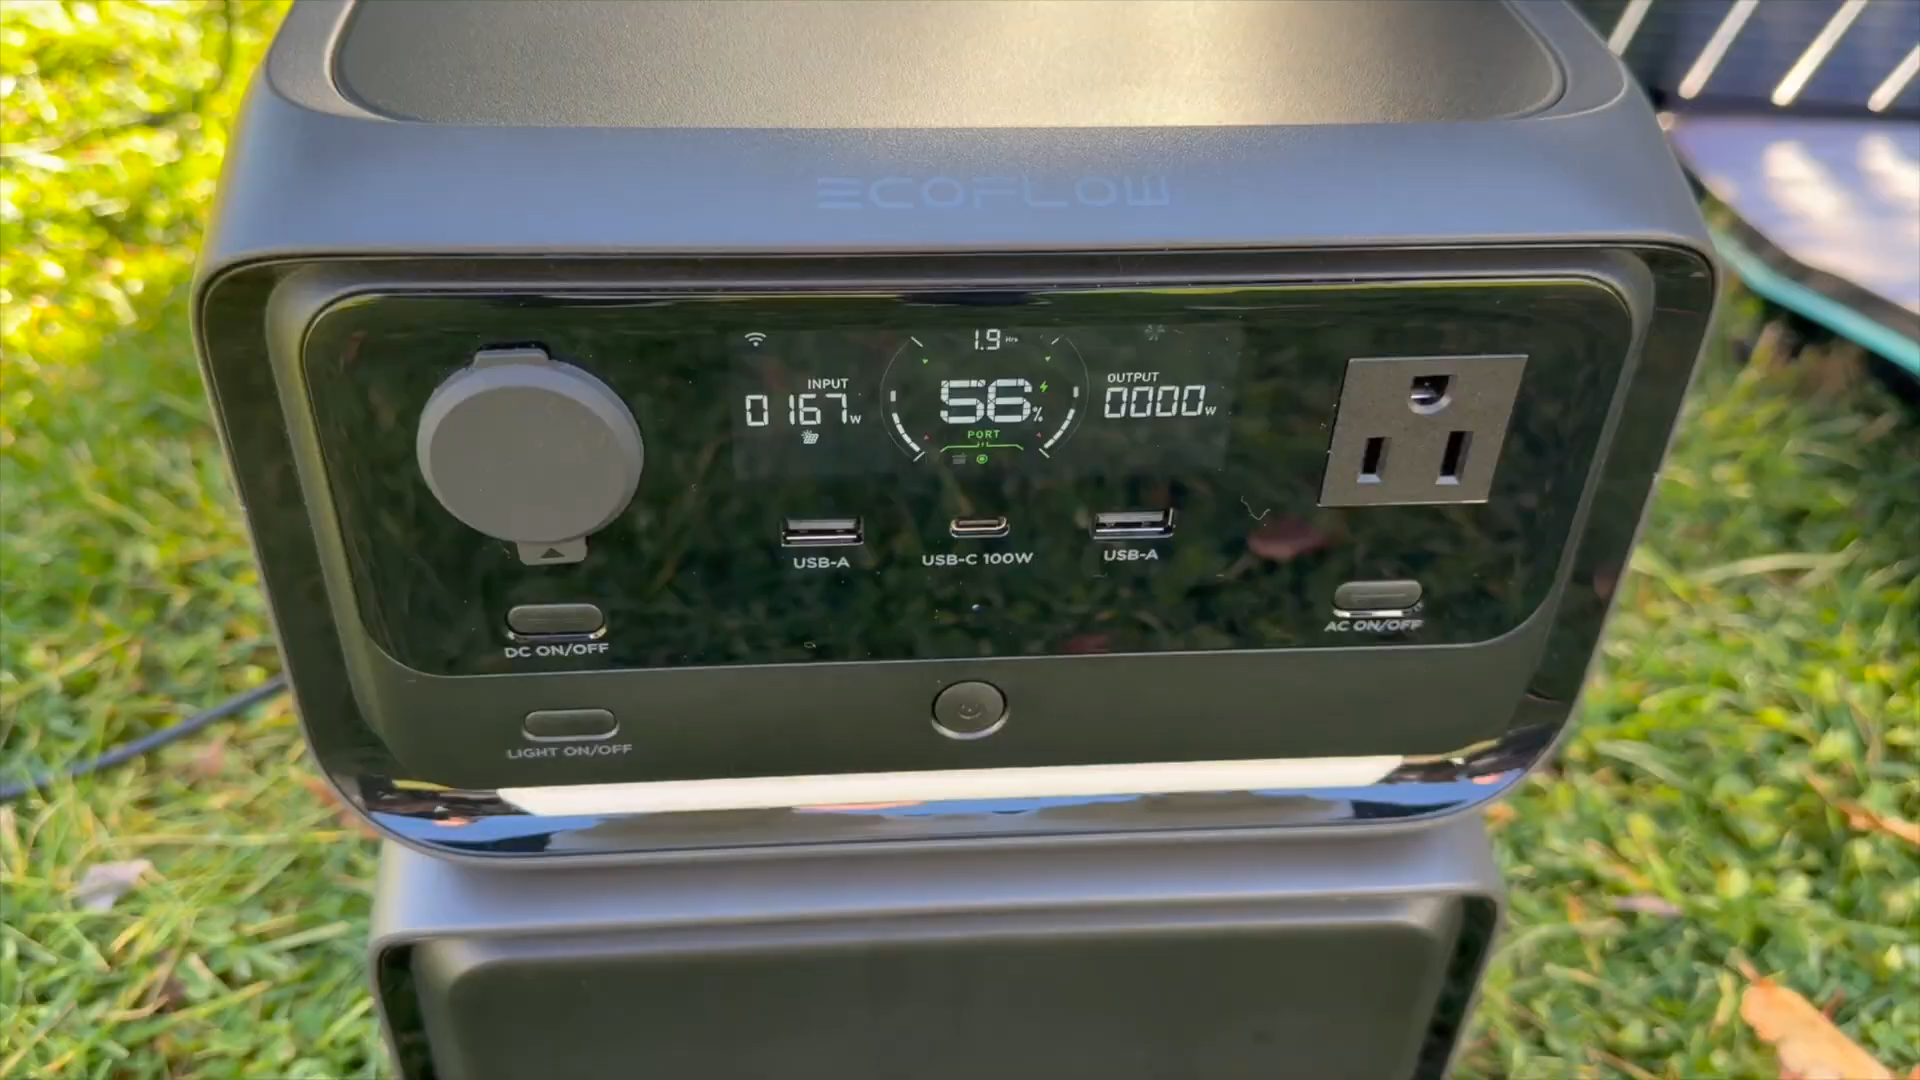 ECOFLOW
1.9 Hrs
INPUT
0167W
56%
PORT
OUTPUT
0000W
USB-A
USB-C 100W
USB-A
DC ON/OFF
AC ON/OFF
LIGHT ON/OFF